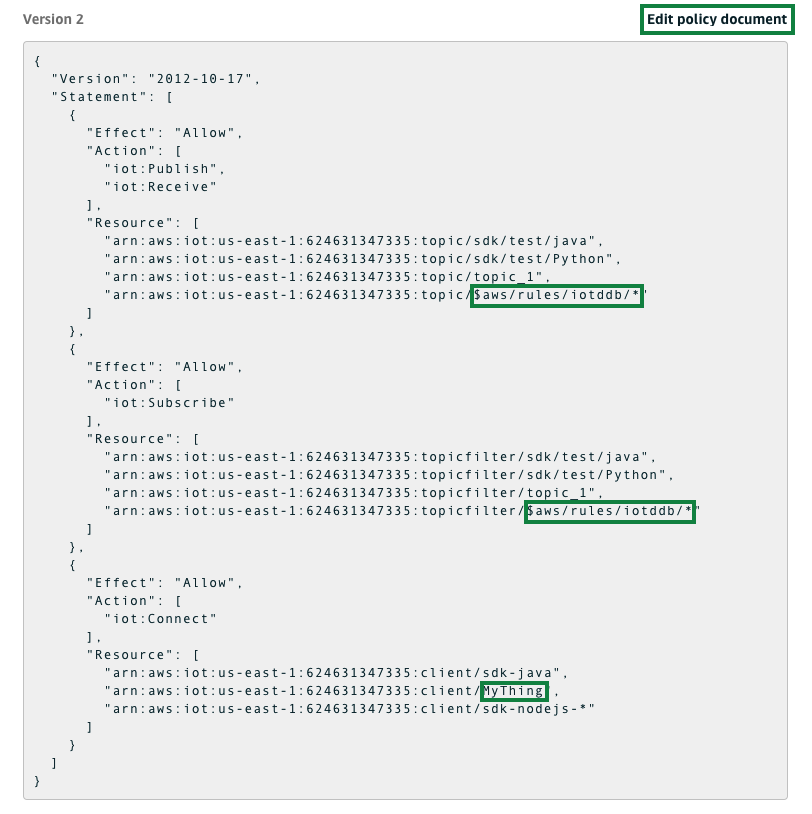 Version 2
Edit policy document
{
"Version": "2012-10-17",
"Statement": [
{
"Effect": "Allow",
"Action": [
"iot:Publish",
"iot:Receive"
],
"Resource": [
"arn:aws:iot:us-east-1:624631347335:topic/sdk/test/java",
"arn:aws:iot:us-east-1:624631347335:topic/sdk/test/Python",
"arn:aws:iot:us-east-1:624631347335:topic/topic_1",
"arn:aws:iot:us-east-1:624631347335:topic/$aws/rules/iotddb/*"
]
},
{
"Effect": "Allow",
"Action": [
"iot:Subscribe"
],
"Resource": [
"arn:aws:iot:us-east-1:624631347335:topicfilter/sdk/test/java",
"arn:aws:iot:us-east-1:624631347335:topicfilter/sdk/test/Python",
"arn:aws:iot:us-east-1:624631347335:topicfilter/topic_1",
"arn:aws:iot:us-east-1:624631347335:topicfilter/$aws/rules/iotddb/*"
]
},
{
"Effect": "Allow",
"Action": [
"iot:Connect"
],
"Resource": [
"arn:aws:iot:us-east-1:624631347335:client/sdk-java",
"arn:aws:iot:us-east-1:624631347335:client/MyThing",
"arn:aws:iot:us-east-1:624631347335:client/sdk-nodejs-*"
]
}
]
}